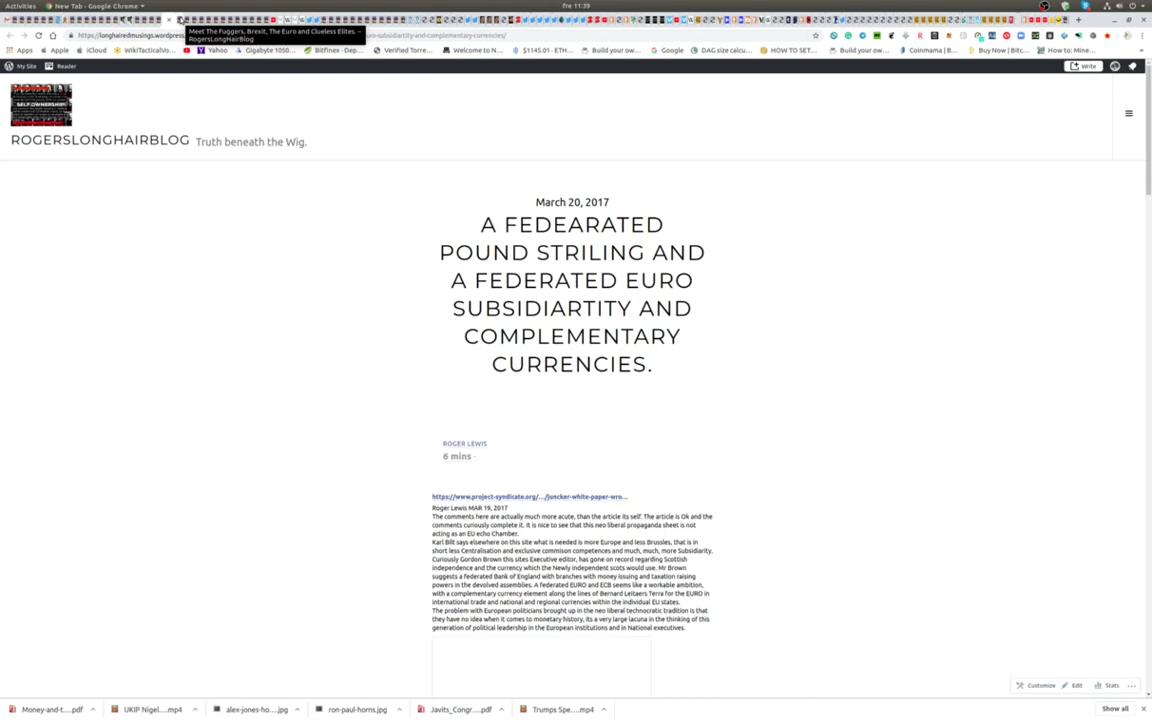 Activities
New Tab - Google Chrome
fre 11:39
Meet The Fuggers, Brexit, The Euro and Clueless Elites. –
RogersLongHairBlog
https://longhairedmusings.wordpress. uro-subsidiartity-and-complementary-currencies/
Apps Apple iCloud WikiTacticalVo... Yahoo Gigabyte 1050... Bitfinex - Dep... Verified Torre... Welcome to N... $1145.01 - ETH... Build your ow... Google DAG size calcu... HOW TO SET... Build your ow... Coinmama | B... Buy Now | Bitc... How to: Mine...
My Site Reader Write
SELF OWNERSHIP
ROGERSLONGHAIRBLOG Truth beneath the Wig.
March 20, 2017
A FEDEARATED
POUND STRILING AND
A FEDERATED EURO
SUBSIDIARTITY AND
COMPLEMENTARY
CURRENCIES.
ROGER LEWIS
6 mins ·
https://www.project-syndicate.org/.../juncker-white-paper-wro...
Roger Lewis MAR 19, 2017
The comments here are actually much more acute, than the article its self. The article is Ok and the
comments curiously complete it. It is nice to see that this neo liberal propaganda sheet is not
acting as an EU echo Chamber.
Karl Bilt says elsewhere on this site what is needed is more Europe and less Brussles, that is in
short less Centralisation and exclusive commison competences and much, much, more Subsidarity.
Curiously Gordon Brown this sites Executive editor, has gone on record regarding Scottish
independence and the currency which the Newly independent scots would use. Mr Brown
suggests a federated Bank of England with branches with money issuing and taxation raising
powers in the devolved assemblies. A federated EURO and ECB seems like a workable ambition,
with a complementary currency element along the lines of Bernard Leitaers Terra for the EURO in
international trade and national and regional currencies within the individual EU states.
The problem with European politicians brought up in the neo liberal technocratic tradition is that
they have no idea when it comes to monetary history, its a very large lacuna in the thinking of this
generation of political leadership in the European institutions and in National executives.
Customize Edit Stats ...
Money-and-t....pdf UKIP Nigel....mp4 alex-jones-ho....jpg ron-paul-horns.jpg Javits_Congr....pdf Trumps Spe....mp4 Show all